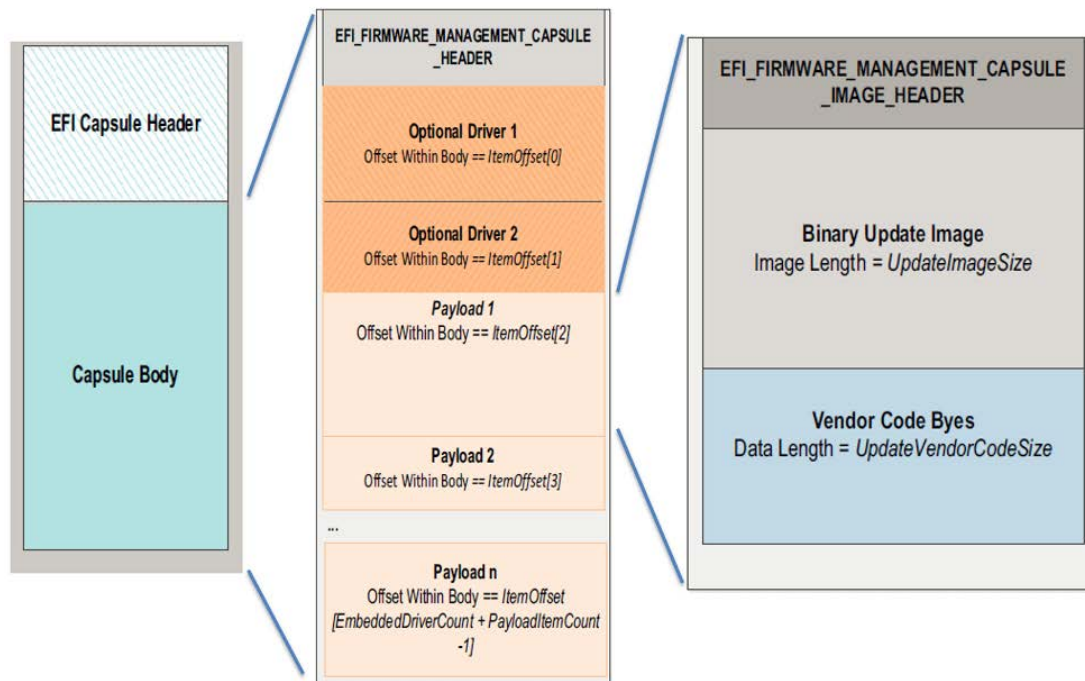 EFI Capsule Header
Capsule Body
EFI_FIRMWARE_MANAGEMENT_CAPSULE
_HEADER
Optional Driver 1
Offset Within Body == ItemOffset[0]
Optional Driver 2
Offset Within Body == ItemOffset[1]
Payload 1
Offset Within Body == ItemOffset[2]
Payload 2
Offset Within Body == ItemOffset[3]
...
Payload n
Offset Within Body == ItemOffset
[EmbeddedDriverCount + PayloadItemCount
-1]
EFI_FIRMWARE_MANAGEMENT_CAPSULE
_IMAGE_HEADER
Binary Update Image
Image Length = UpdateImageSize
Vendor Code Byes
Data Length = UpdateVendorCodeSize